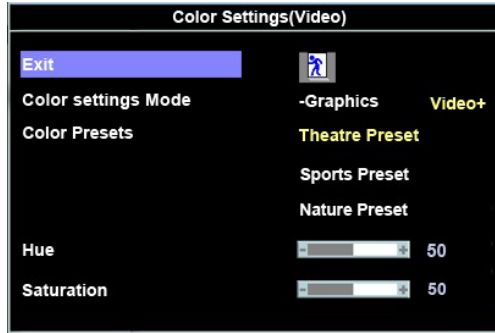 Color Settings(Video)
Exit
Color settings Mode -Graphics Video+
Color Presets Theatre Preset
Sports Preset
Nature Preset
Hue - + 50
Saturation - + 50